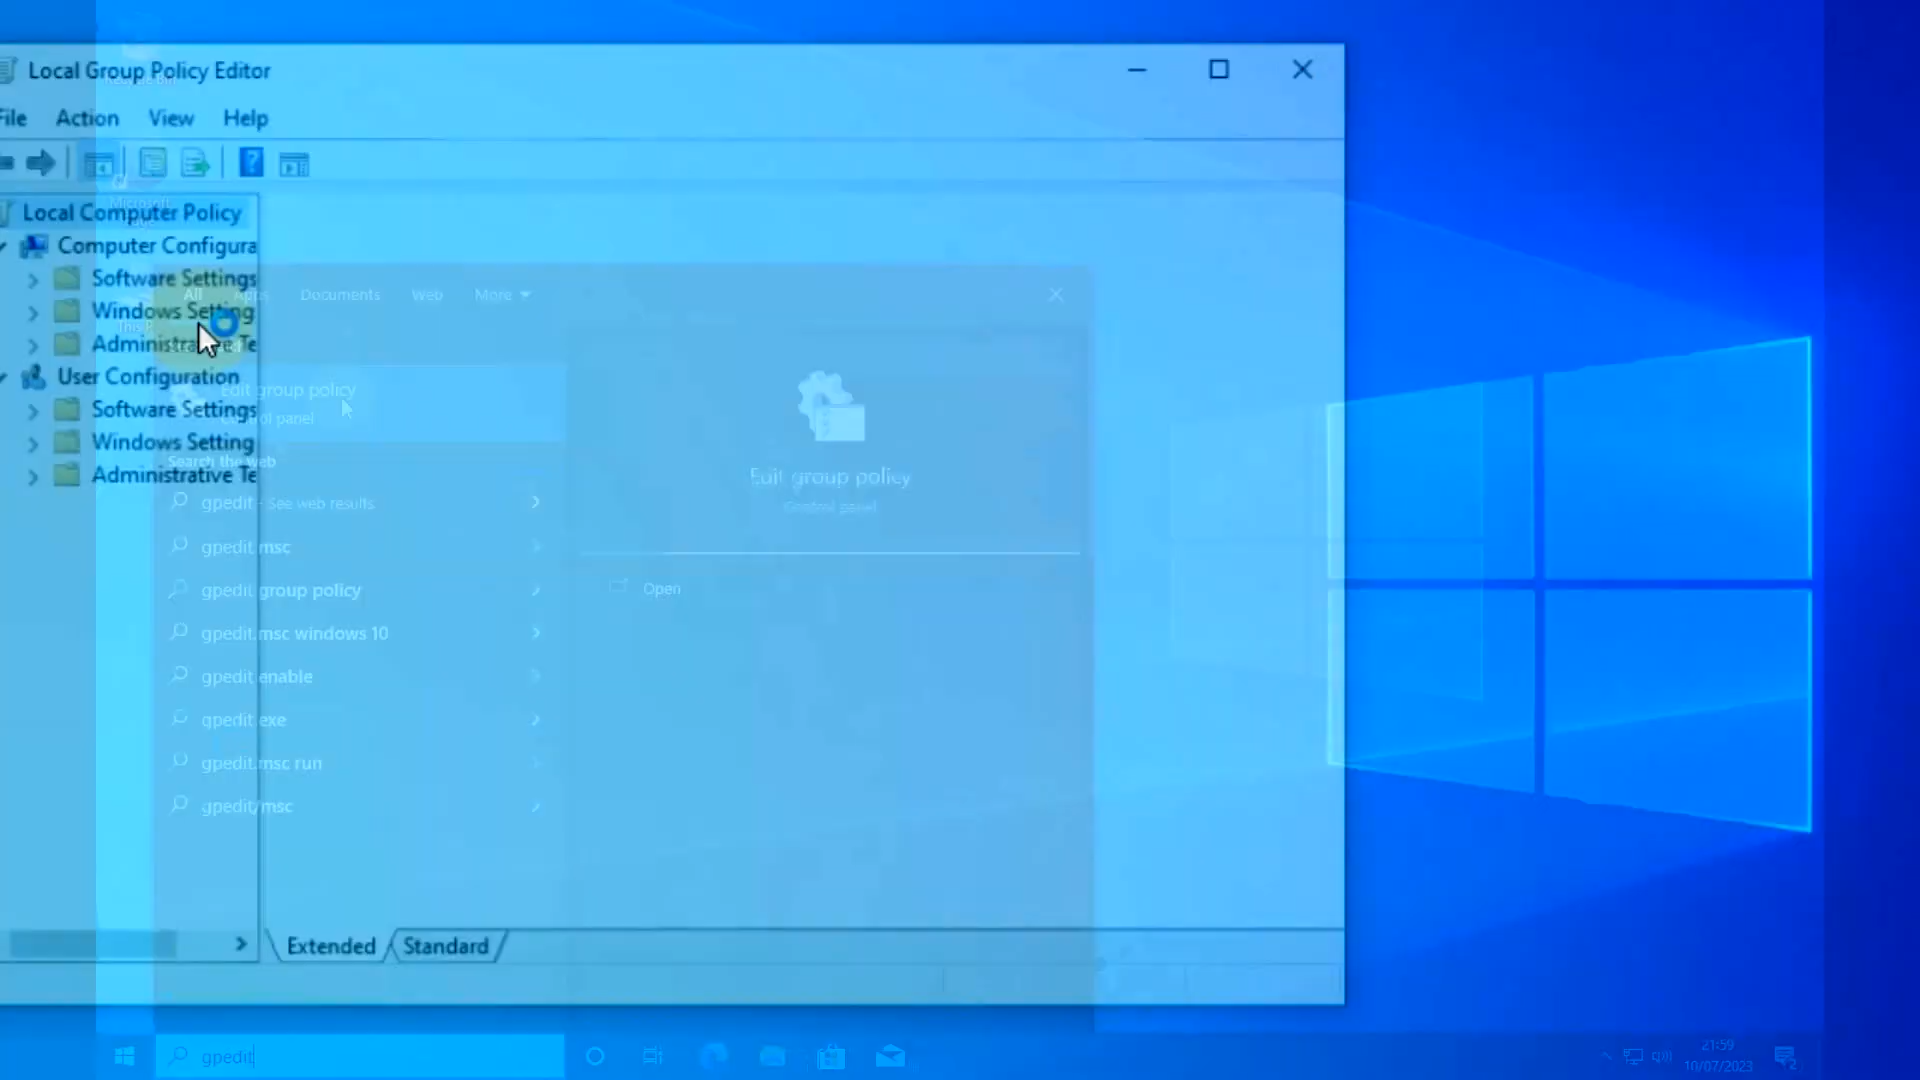 Local Group Policy Editor
File Action View Help
Microsoft
Local Computer Policy
Computer Configura
Software Settings
Windows Setting
Administrative Te
User Configuration
Software Settings
Windows Setting
Administrative Te
All Apps Documents Web More
Edit group policy
Control panel
Search the web
gpedit - See web results
gpedit.msc
gpedit group policy
gpedit.msc windows 10
gpedit enable
gpedit.exe
gpedit.msc run
gpedit/msc
Edit group policy
Control panel
Open
Extended Standard
gpedit
21:59
10/07/2023
2